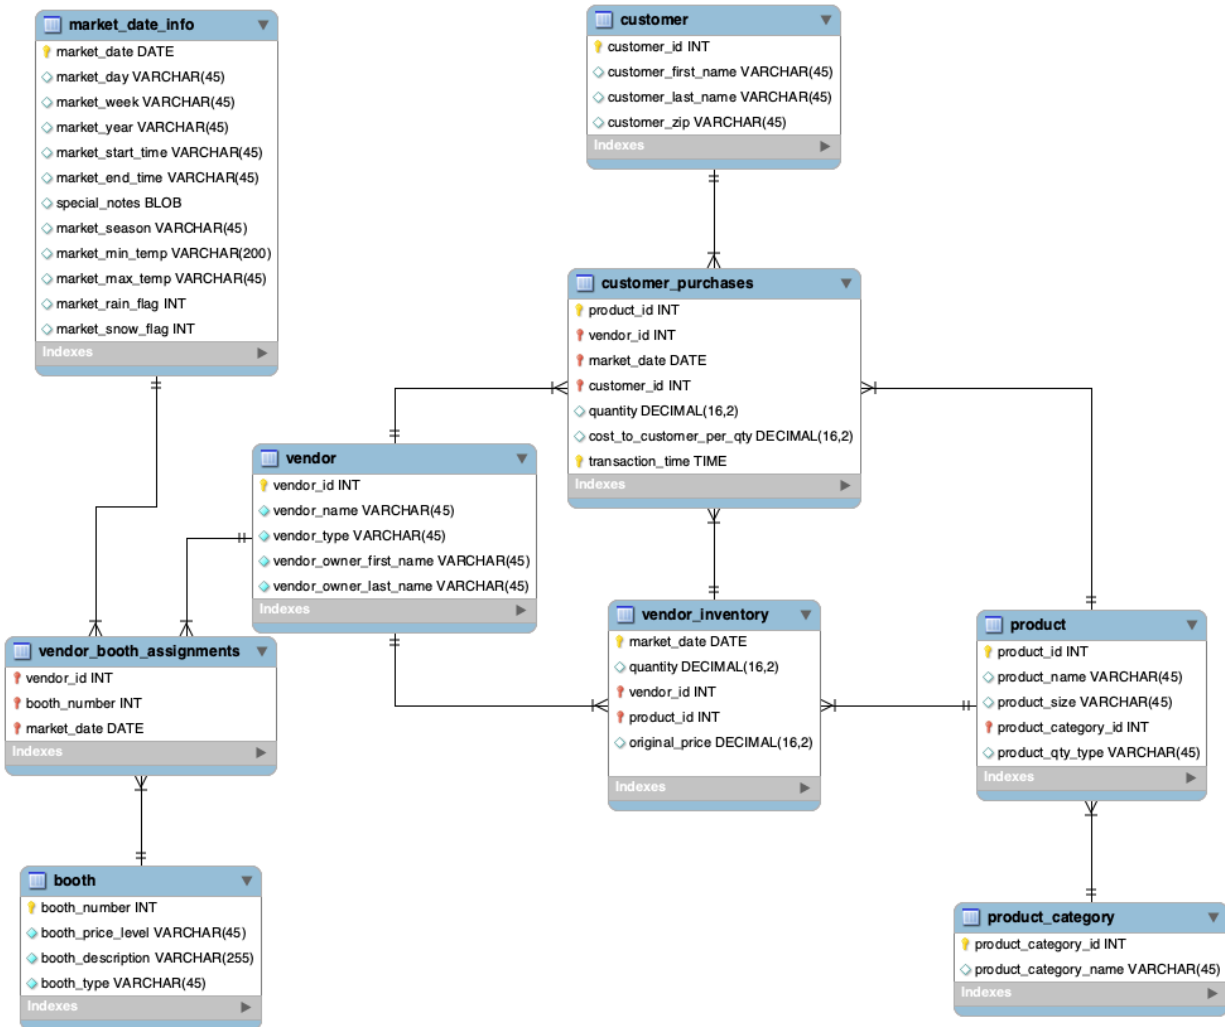 market_date_info
market_date DATE
market_day VARCHAR(45)
market_week VARCHAR(45)
market_year VARCHAR(45)
market_start_time VARCHAR(45)
market_end_time VARCHAR(45)
special_notes BLOB
market_season VARCHAR(45)
market_min_temp VARCHAR(200)
market_max_temp VARCHAR(45)
market_rain_flag INT
market_snow_flag INT
Indexes
customer
customer_id INT
customer_first_name VARCHAR(45)
customer_last_name VARCHAR(45)
customer_zip VARCHAR(45)
Indexes
customer_purchases
product_id INT
vendor_id INT
market_date DATE
customer_id INT
quantity DECIMAL(16,2)
cost_to_customer_per_qty DECIMAL(16,2)
transaction_time TIME
Indexes
vendor
vendor_id INT
vendor_name VARCHAR(45)
vendor_type VARCHAR(45)
vendor_owner_first_name VARCHAR(45)
vendor_owner_last_name VARCHAR(45)
Indexes
vendor_booth_assignments
vendor_id INT
booth_number INT
market_date DATE
Indexes
vendor_inventory
market_date DATE
quantity DECIMAL(16,2)
vendor_id INT
product_id INT
original_price DECIMAL(16,2)
Indexes
product
product_id INT
product_name VARCHAR(45)
product_size VARCHAR(45)
product_category_id INT
product_qty_type VARCHAR(45)
Indexes
booth
booth_number INT
booth_price_level VARCHAR(45)
booth_description VARCHAR(255)
booth_type VARCHAR(45)
Indexes
product_category
product_category_id INT
product_category_name VARCHAR(45)
Indexes